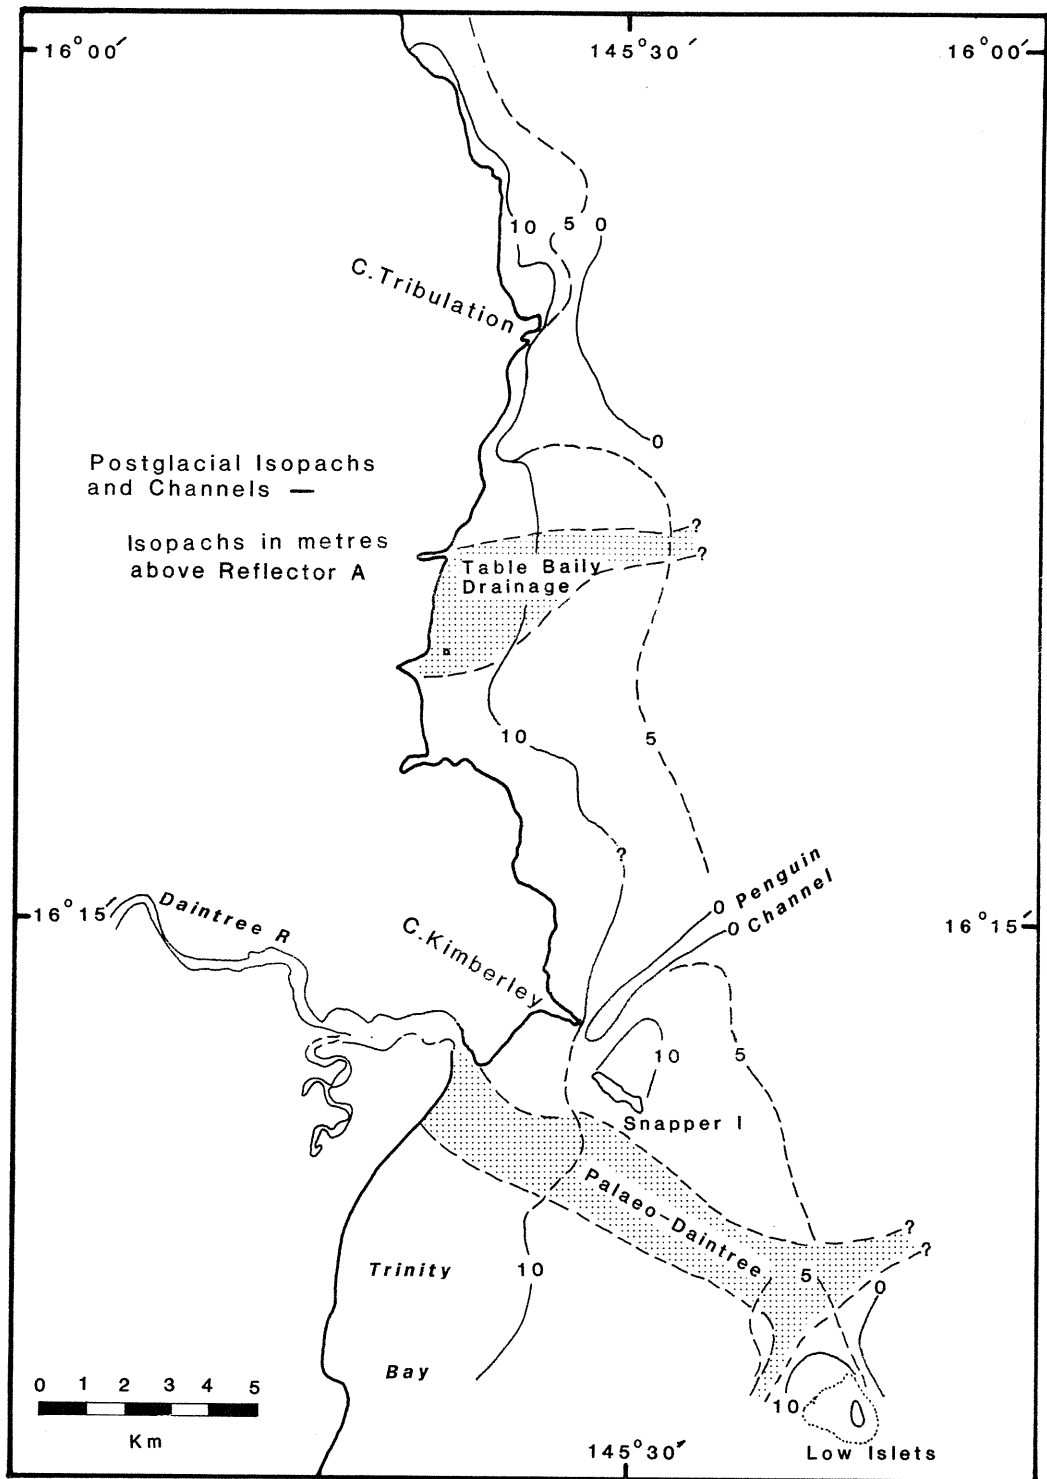 16°00′
145°30′
16°00′
10
5
0
C.Tribulation
0
Postglacial Isopachs
and Channels —
Isopachs in metres
above Reflector A
?
?
Table Baily
Drainage
10
5
?
Penguin
Channel
0
0
16°15′
16°15′
Daintree R
C.Kimberley
10
5
Snapper I
Palaeo-Daintree
?
?
Trinity
Bay
10
5
0
0 1 2 3 4 5
Km
10
145°30′
Low Islets